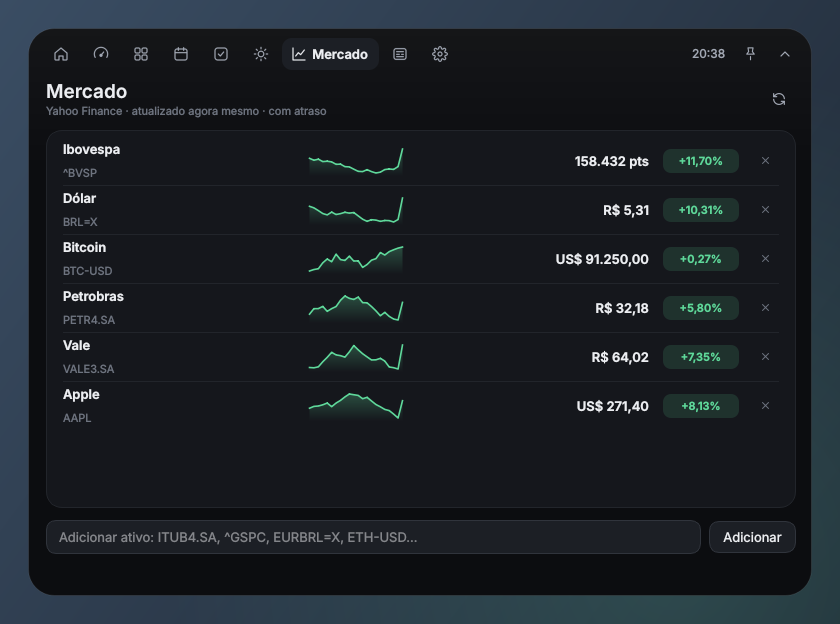 Mercado 20:38
Mercado
Yahoo Finance · atualizado agora mesmo · com atraso
Ibovespa
^BVSP
158.432 pts +11,70% ×
Dólar
BRL=X
R$ 5,31 +10,31% ×
Bitcoin
BTC-USD
US$ 91.250,00 +0,27% ×
Petrobras
PETR4.SA
R$ 32,18 +5,80% ×
Vale
VALE3.SA
R$ 64,02 +7,35% ×
Apple
AAPL
US$ 271,40 +8,13% ×
Adicionar ativo: ITUB4.SA, ^GSPC, EURBRL=X, ETH-USD... Adicionar